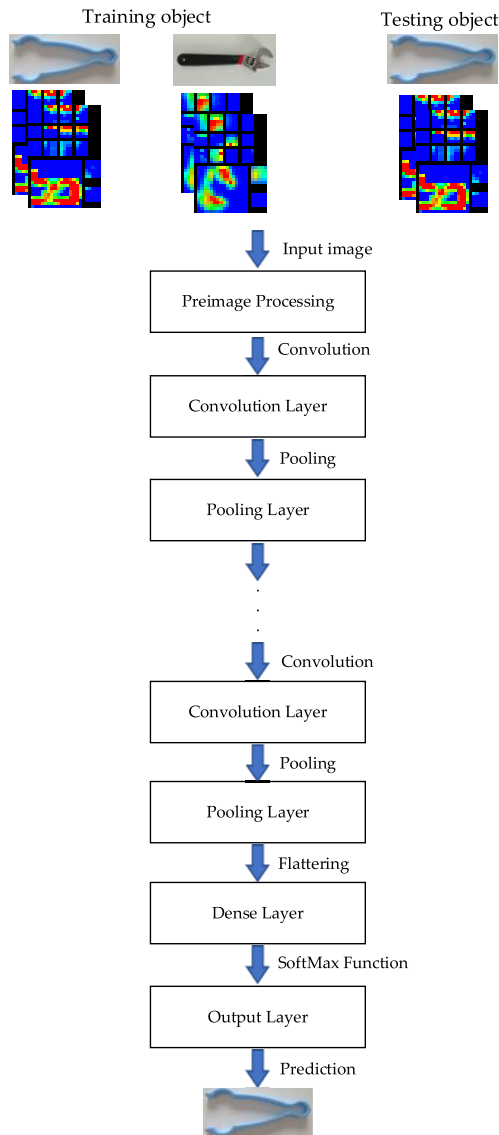 Training object
Testing object
Input image
Preimage Processing
Convolution
Convolution Layer
Pooling
Pooling Layer
.
.
.
Convolution
Convolution Layer
Pooling
Pooling Layer
Flattering
Dense Layer
SoftMax Function
Output Layer
Prediction